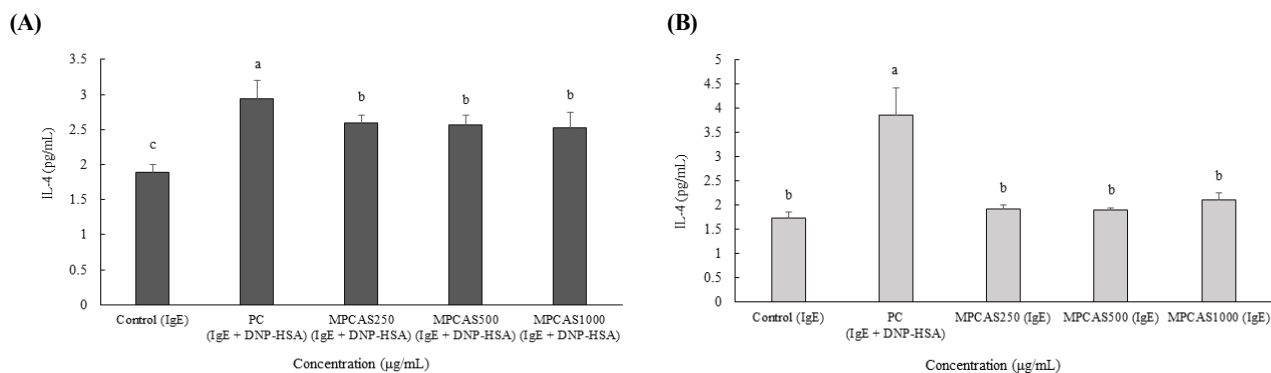 (A)
3.5
3
2.5
2
1.5
1
0.5
0
IL-4 (pg/mL)
c
a
b
b
b
Control (IgE)
PC
(IgE + DNP-HSA)
MPCAS250
(IgE + DNP-HSA)
MPCAS500
(IgE + DNP-HSA)
MPCAS1000
(IgE + DNP-HSA)
Concentration (μg/mL)
(B)
5
4.5
4
3.5
3
2.5
2
1.5
1
0.5
0
IL-4 (pg/mL)
b
a
b
b
b
Control (IgE)
PC
(IgE + DNP-HSA)
MPCAS250 (IgE)
MPCAS500 (IgE)
MPCAS1000 (IgE)
Concentration (μg/mL)